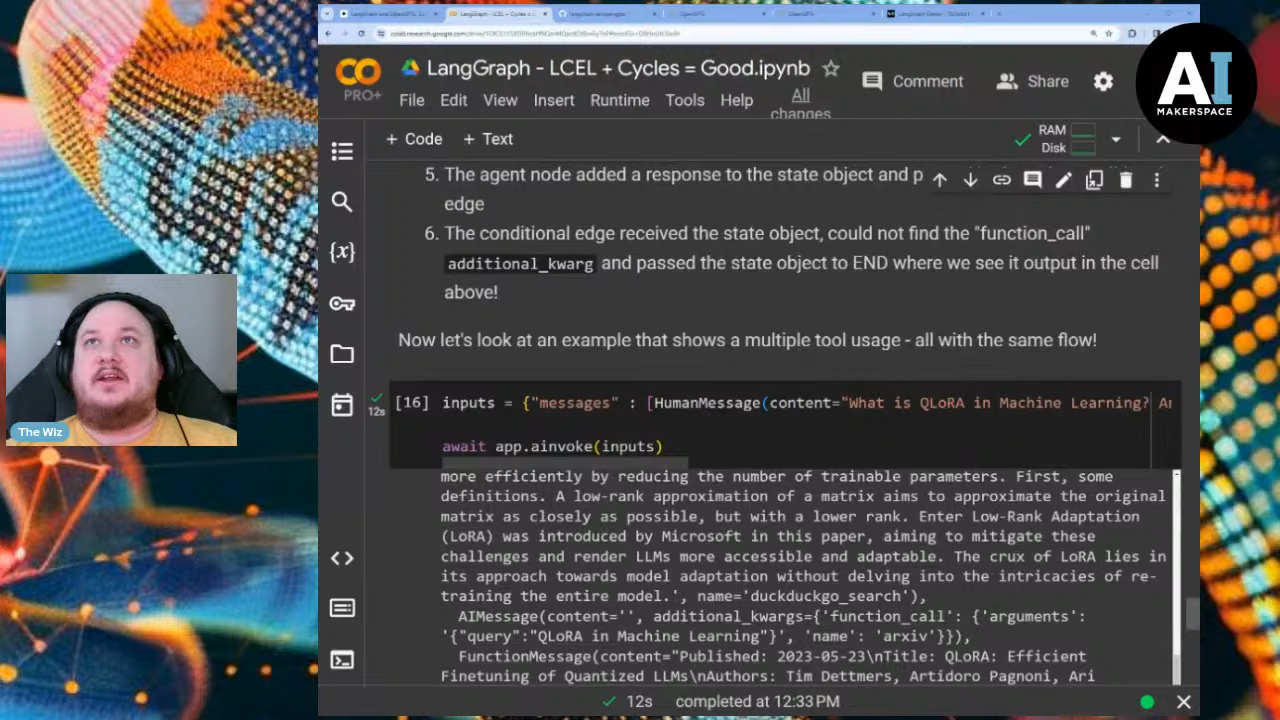 LangGraph - LCEL + Cycles = Good.ipynb
CO
PRO+
File Edit View Insert Runtime Tools Help All changes
Comment
Share
AI
MAKERSPACE
+ Code + Text
RAM
Disk
5. The agent node added a response to the state object and p
edge
6. The conditional edge received the state object, could not find the "function_call"
additional_kwarg and passed the state object to END where we see it output in the cell
above!
Now let's look at an example that shows a multiple tool usage - all with the same flow!
The Wiz
12s
[16] inputs = {"messages" : [HumanMessage(content="What is QLoRA in Machine Learning?
await app.ainvoke(inputs)
more efficiently by reducing the number of trainable parameters. First, some
definitions. A low-rank approximation of a matrix aims to approximate the original
matrix as closely as possible, but with a lower rank. Enter Low-Rank Adaptation
(LoRA) was introduced by Microsoft in this paper, aiming to mitigate these
challenges and render LLMs more accessible and adaptable. The crux of LoRA lies in
its approach towards model adaptation without delving into the intricacies of re-
training the entire model.', name='duckduckgo_search'),
AIMessage(content='', additional_kwargs={'function_call': {'arguments':
'{"query":"QLoRA in Machine Learning"}', 'name': 'arxiv'}}),
FunctionMessage(content="Published: 2023-05-23\nTitle: QLoRA: Efficient
Finetuning of Quantized LLMs\nAuthors: Tim Dettmers, Artidoro Pagnoni, Ari
12s completed at 12:33 PM